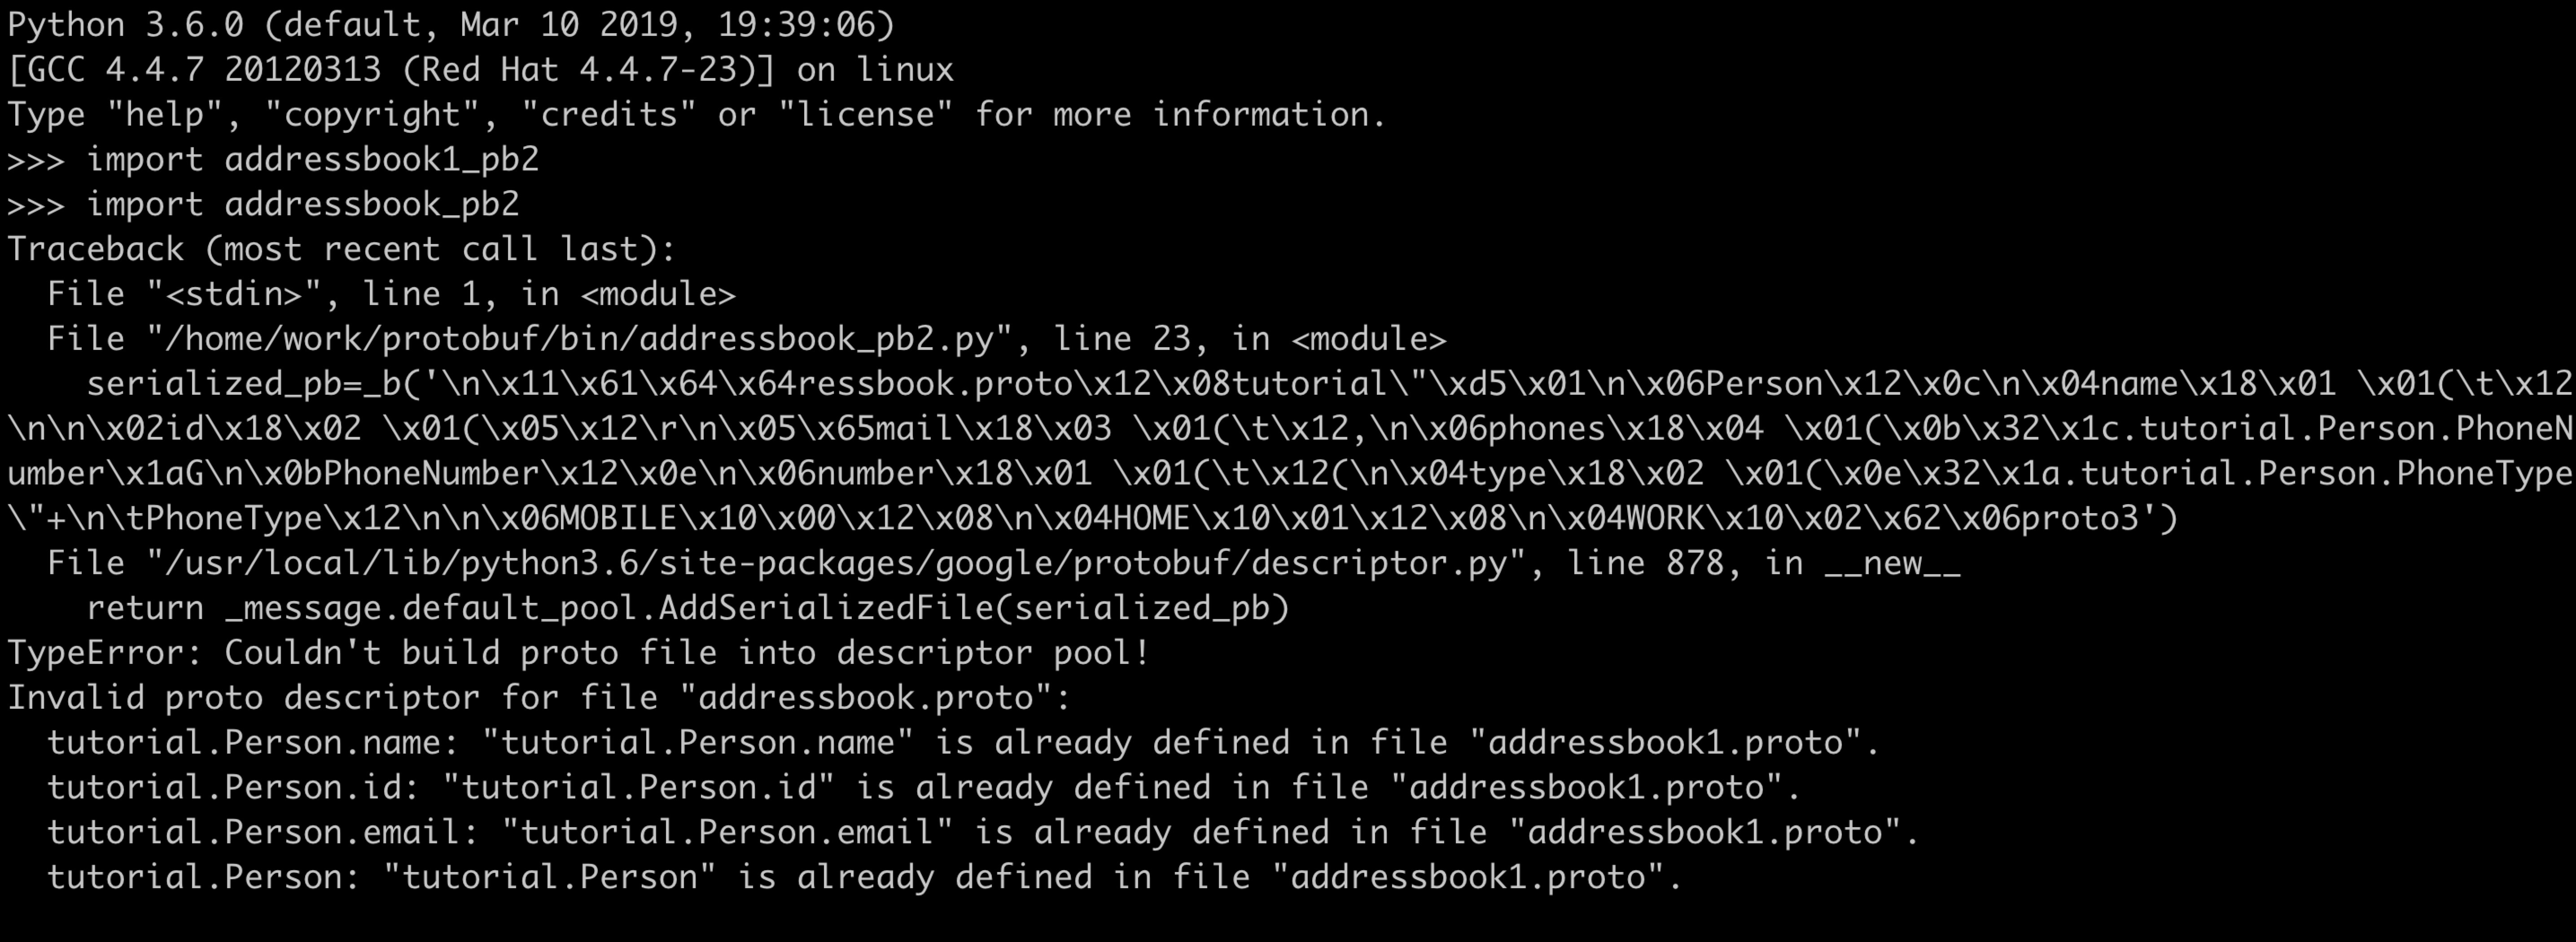 Python 3.6.0 (default, Mar 10 2019, 19:39:06)
[GCC 4.4.7 20120313 (Red Hat 4.4.7-23)] on linux
Type "help", "copyright", "credits" or "license" for more information.
>>> import addressbook1_pb2
>>> import addressbook_pb2
Traceback (most recent call last):
  File "<stdin>", line 1, in <module>
  File "/home/work/protobuf/bin/addressbook_pb2.py", line 23, in <module>
    serialized_pb=_b('\n\x11\x61\x64\x64ressbook.proto\x12\x08tutorial\"\xd5\x01\n\x06Person\x12\x0c\n\x04name\x18\x01 \x01(\t\x12
\n\n\x02id\x18\x02 \x01(\x05\x12\r\n\x05\x65mail\x18\x03 \x01(\t\x12,\n\x06phones\x18\x04 \x01(\x0b\x32\x1c.tutorial.Person.PhoneN
umber\x1aG\n\x0bPhoneNumber\x12\x0e\n\x06number\x18\x01 \x01(\t\x12(\n\x04type\x18\x02 \x01(\x0e\x32\x1a.tutorial.Person.PhoneType
\"+\n\tPhoneType\x12\n\n\x06MOBILE\x10\x00\x12\x08\n\x04HOME\x10\x01\x12\x08\n\x04WORK\x10\x02\x62\x06proto3')
  File "/usr/local/lib/python3.6/site-packages/google/protobuf/descriptor.py", line 878, in __new__
    return _message.default_pool.AddSerializedFile(serialized_pb)
TypeError: Couldn't build proto file into descriptor pool!
Invalid proto descriptor for file "addressbook.proto":
  tutorial.Person.name: "tutorial.Person.name" is already defined in file "addressbook1.proto".
  tutorial.Person.id: "tutorial.Person.id" is already defined in file "addressbook1.proto".
  tutorial.Person.email: "tutorial.Person.email" is already defined in file "addressbook1.proto".
  tutorial.Person: "tutorial.Person" is already defined in file "addressbook1.proto".